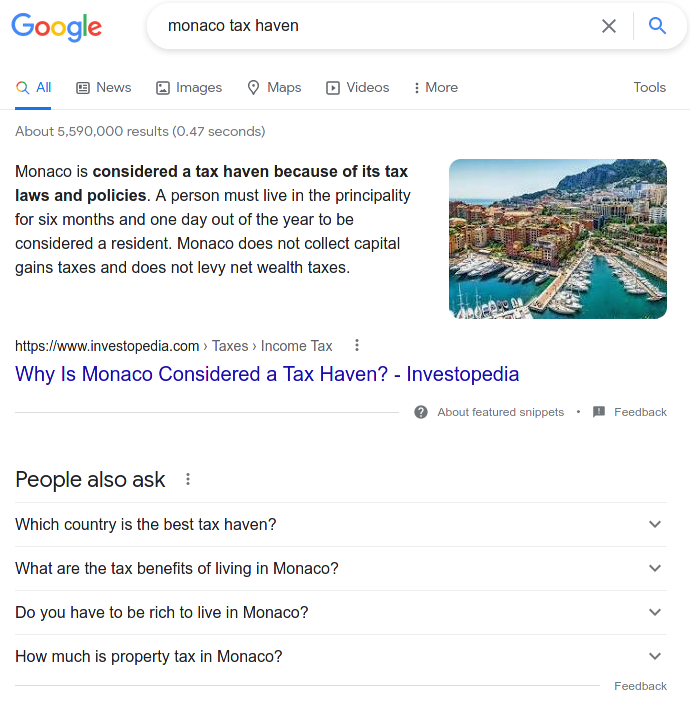 Google
monaco tax haven
All
News
Images
Maps
Videos
More
Tools
About 5,590,000 results (0.47 seconds)
Monaco is considered a tax haven because of its tax
laws and policies. A person must live in the principality
for six months and one day out of the year to be
considered a resident. Monaco does not collect capital
gains taxes and does not levy net wealth taxes.
https://www.investopedia.com › Taxes › Income Tax
Why Is Monaco Considered a Tax Haven? - Investopedia
About featured snippets • Feedback
People also ask
Which country is the best tax haven?
What are the tax benefits of living in Monaco?
Do you have to be rich to live in Monaco?
How much is property tax in Monaco?
Feedback